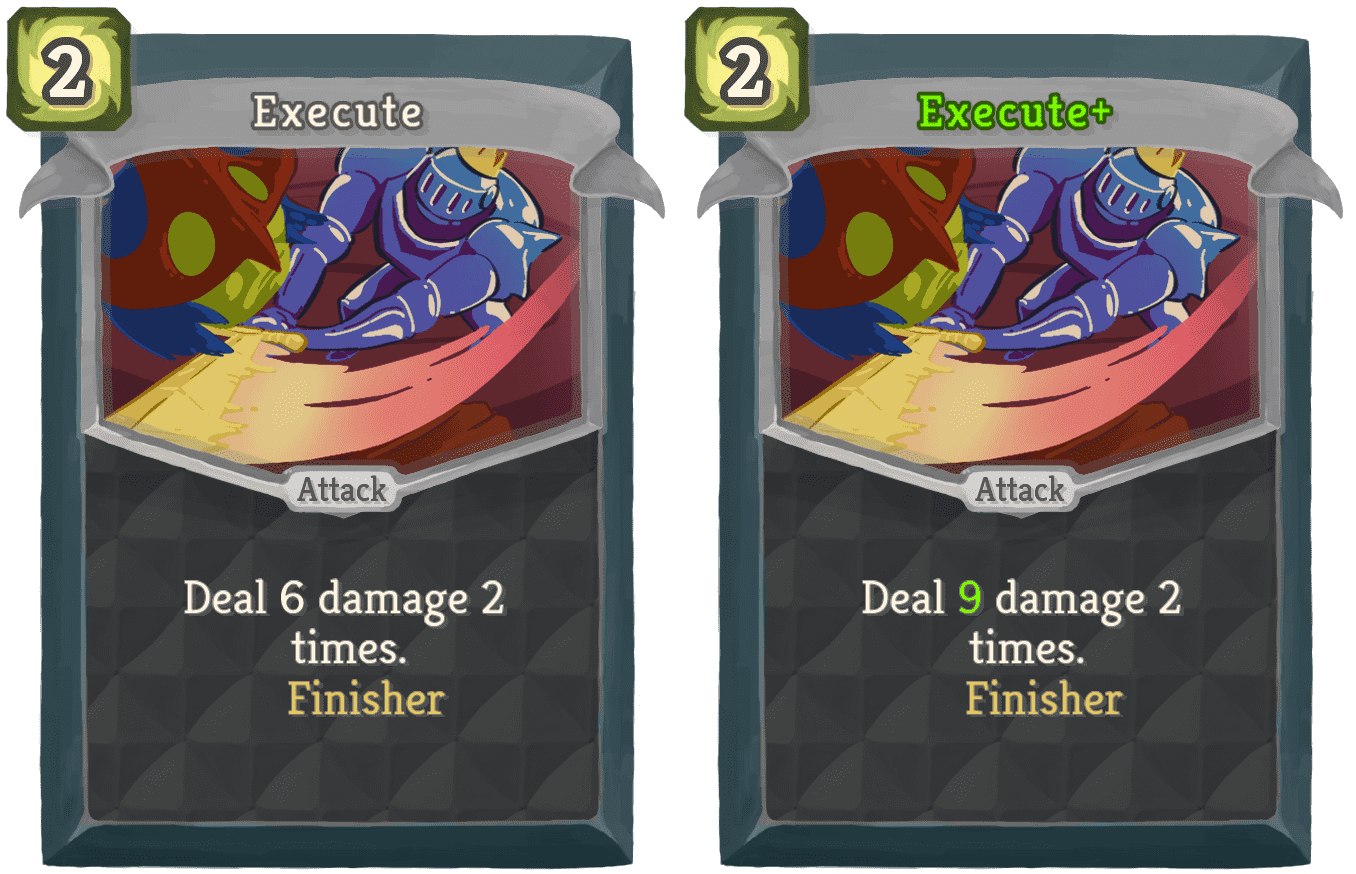 2
Execute
Attack
Deal 6 damage 2
times.
Finisher
2
Execute+
Attack
Deal 9 damage 2
times.
Finisher